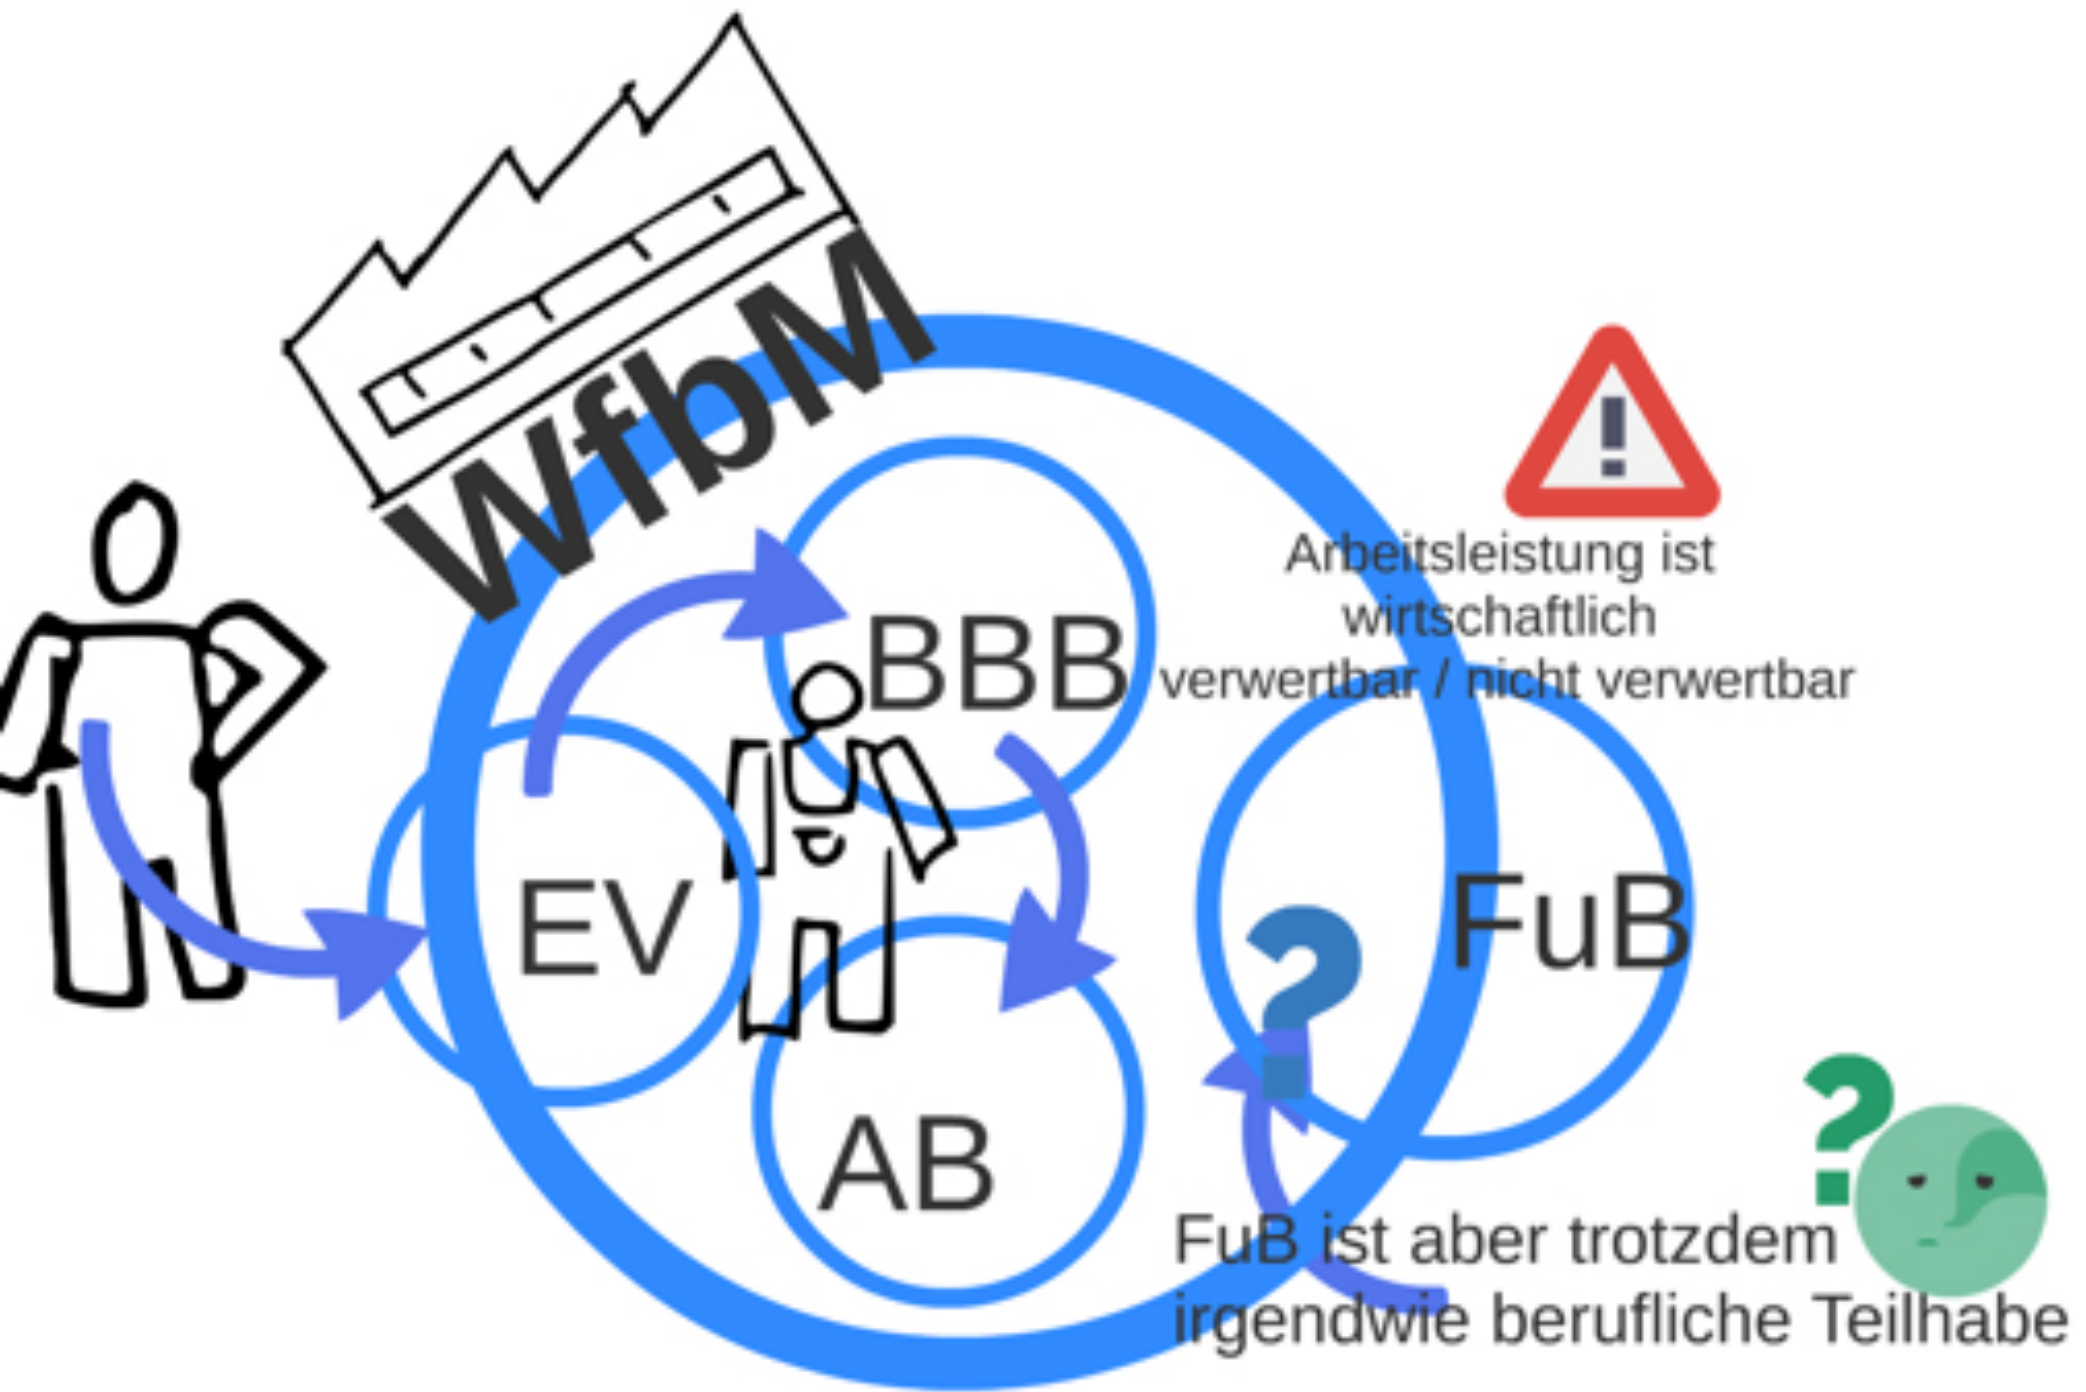 WfbM
Arbeitsleistung ist
wirtschaftlich
verwertbar / nicht verwertbar
BBB
EV
FuB
?
?
AB
FuB ist aber trotzdem
irgendwie berufliche Teilhabe